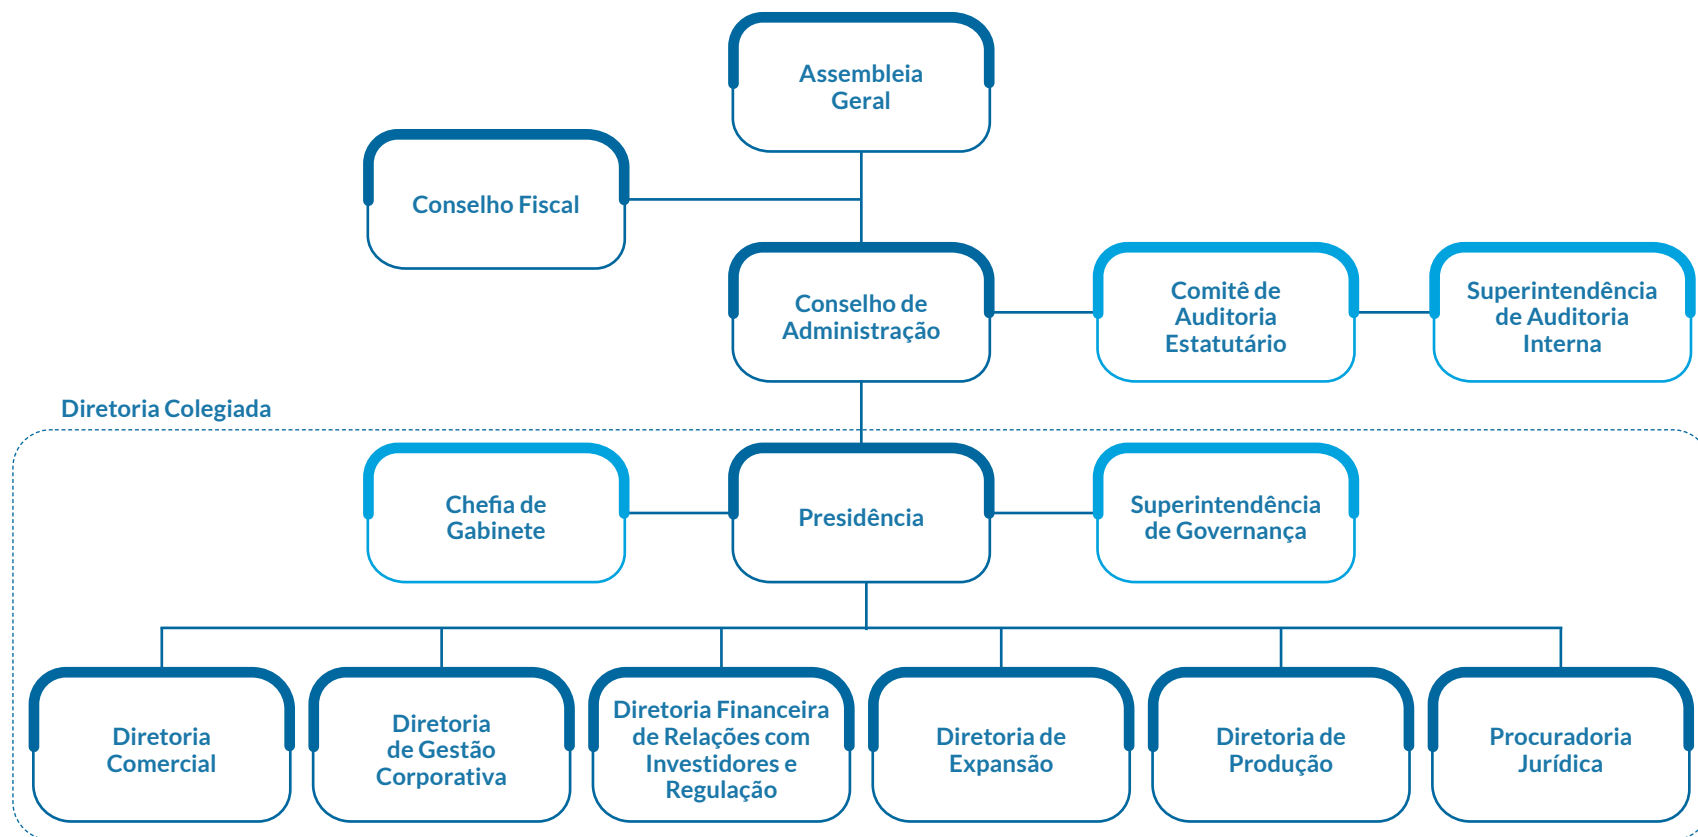 Assembleia
Geral
Conselho Fiscal
Conselho de
Administração
Comitê de
Auditoria
Estatutário
Superintendência
de Auditoria
Interna
Diretoria Colegiada
Chefia de
Gabinete
Presidência
Superintendência
de Governança
Diretoria
Comercial
Diretoria
de Gestão
Corporativa
Diretoria Financeira
de Relações com
Investidores e
Regulação
Diretoria de
Expansão
Diretoria de
Produção
Procuradoria
Jurídica